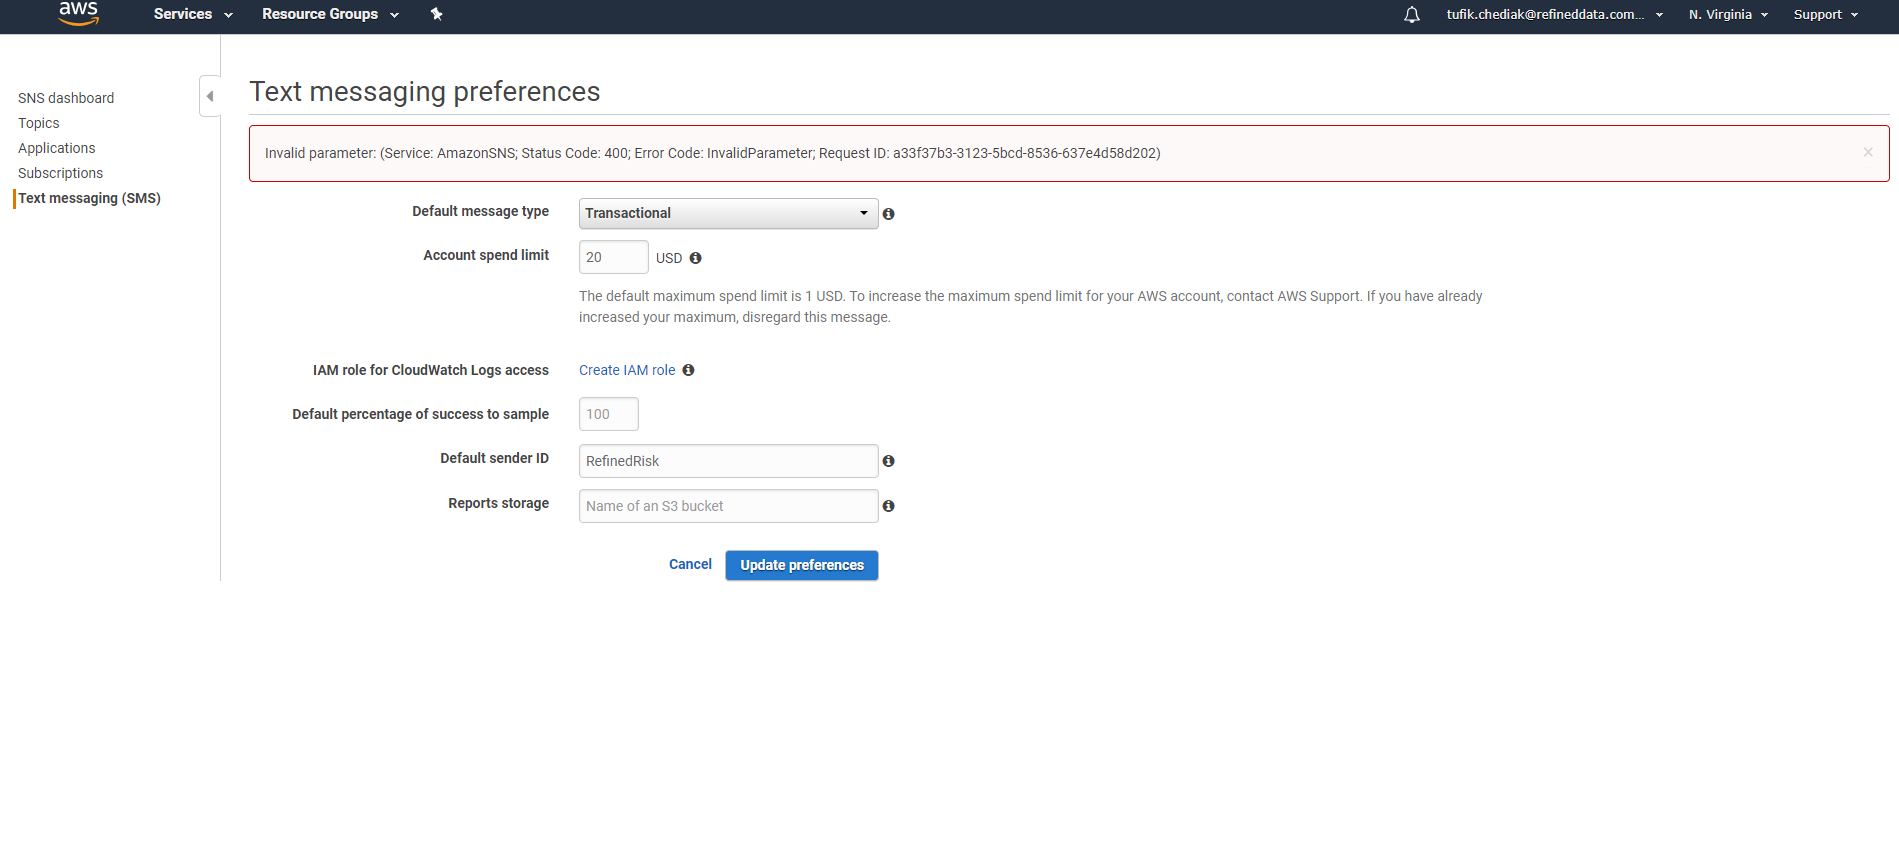 aws
Services
Resource Groups
tufik.chediak@refineddata.com...
N. Virginia
Support
SNS dashboard
Topics
Applications
Subscriptions
Text messaging (SMS)
Text messaging preferences
Invalid parameter: (Service: AmazonSNS; Status Code: 400; Error Code: InvalidParameter; Request ID: a33f37b3-3123-5bcd-8536-637e4d58d202)
×
Default message type
Transactional
Account spend limit
20
USD
The default maximum spend limit is 1 USD. To increase the maximum spend limit for your AWS account, contact AWS Support. If you have already
increased your maximum, disregard this message.
IAM role for CloudWatch Logs access
Create IAM role
Default percentage of success to sample
100
Default sender ID
RefinedRisk
Reports storage
Name of an S3 bucket
Cancel
Update preferences